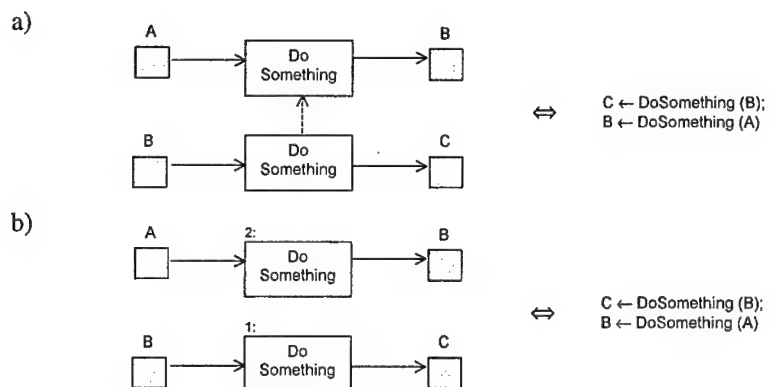 a)
A
Do
Something
B
B
Do
Something
C
⇔
C ← DoSomething (B);
B ← DoSomething (A)
b)
A
2:
Do
Something
B
B
1:
Do
Something
C
⇔
C ← DoSomething (B);
B ← DoSomething (A)